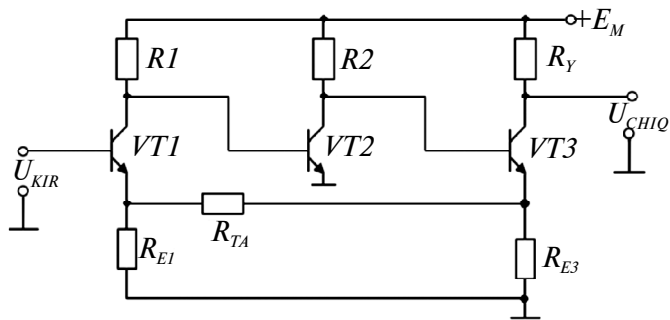 +E_M
R1
R2
R_Y
U_CHIQ
VT1
VT2
VT3
U_KIR
R_TA
R_E1
R_E3